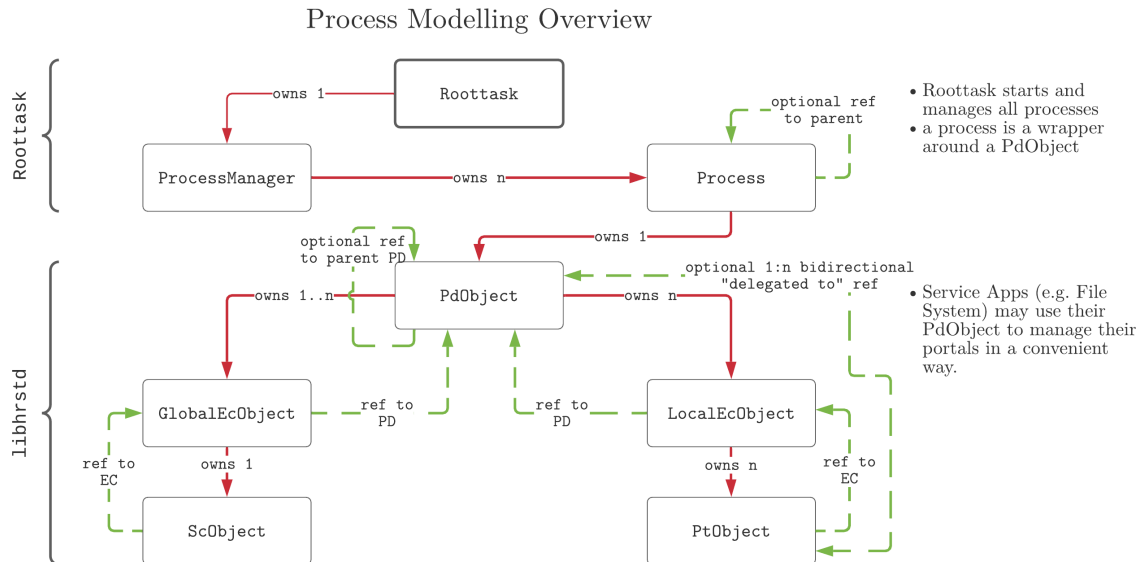 Process Modelling Overview
Roottask
owns 1
Roottask
optional ref
to parent
• Roottask starts and
manages all processes
• a process is a wrapper
around a PdObject
ProcessManager
owns n
Process
owns 1
optional ref
to parent PD
optional 1:n bidirectional
"delegated to" ref
libhrstd
owns 1..n
PdObject
owns n
• Service Apps (e.g. File
System) may use their
PdObject to manage their
portals in a convenient
way.
GlobalEcObject
ref to
PD
ref to
PD
LocalEcObject
ref to
EC
owns 1
owns n
ref to
EC
ScObject
PtObject